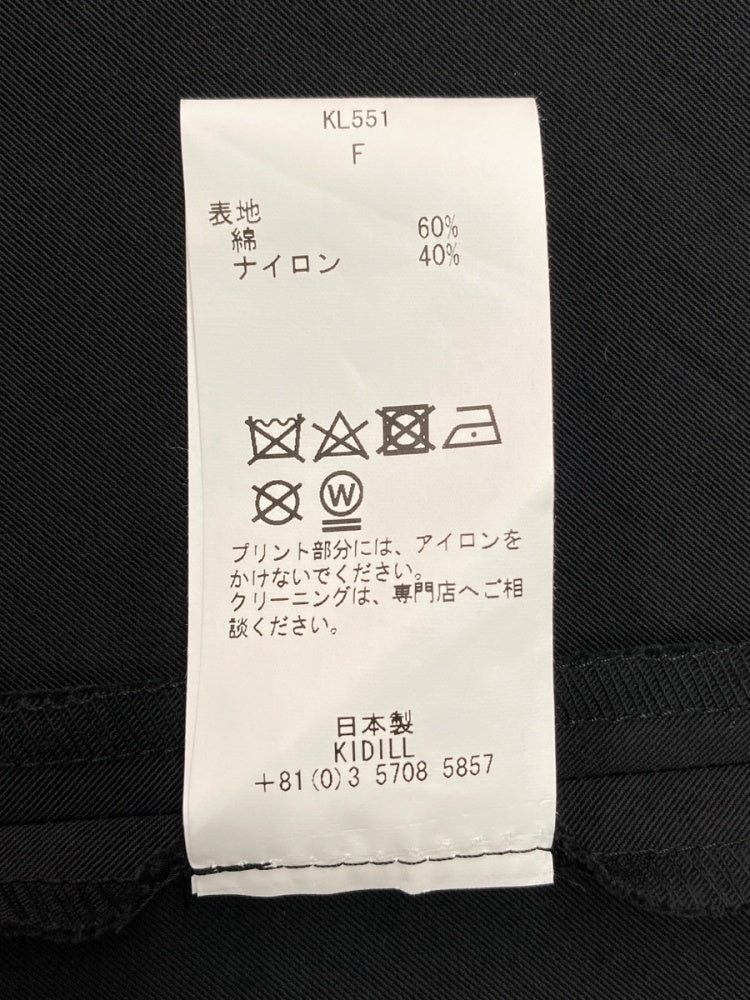 KL551
F
表地
綿 60%
ナイロン 40%
W
プリント部分には、アイロンを
かけないでください。
クリーニングは、専門店へご相
談ください。
日本製
KIDILL
+81(0)3 5708 5857